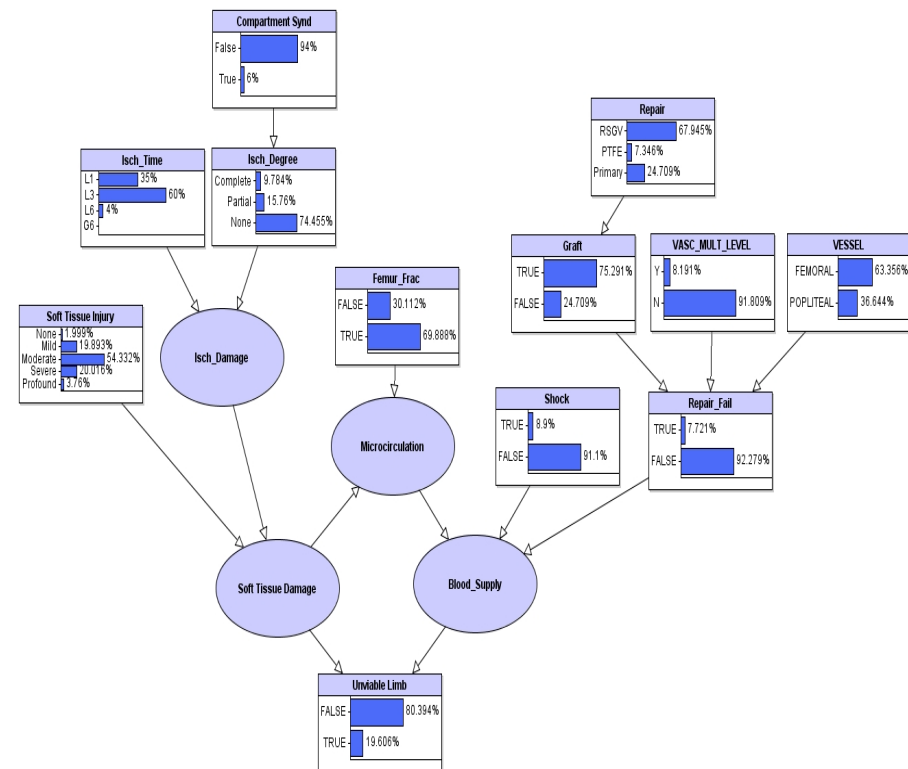 Compartment Synd
False 94%
True 6%
Repair
RSGV 67.945%
PTFE 7.346%
Primary 24.709%
Isch_Time
L1 35%
L3 60%
L6 4%
G6
Isch_Degree
Complete 9.784%
Partial 15.76%
None 74.455%
Graft
TRUE 75.291%
FALSE 24.709%
VASC_MULT_LEVEL
Y 8.191%
N 91.809%
VESSEL
FEMORAL 63.356%
POPLITEAL 36.644%
Femur_Frac
FALSE 30.112%
TRUE 69.888%
Soft Tissue Injury
None 1.999%
Mild 19.893%
Moderate 54.332%
Severe 20.016%
Profound 3.76%
Isch_Damage
Shock
TRUE 8.9%
FALSE 91.1%
Repair_Fail
TRUE 7.721%
FALSE 92.279%
Microcirculation
Soft Tissue Damage
Blood_Supply
Unviable Limb
FALSE 80.394%
TRUE 19.606%